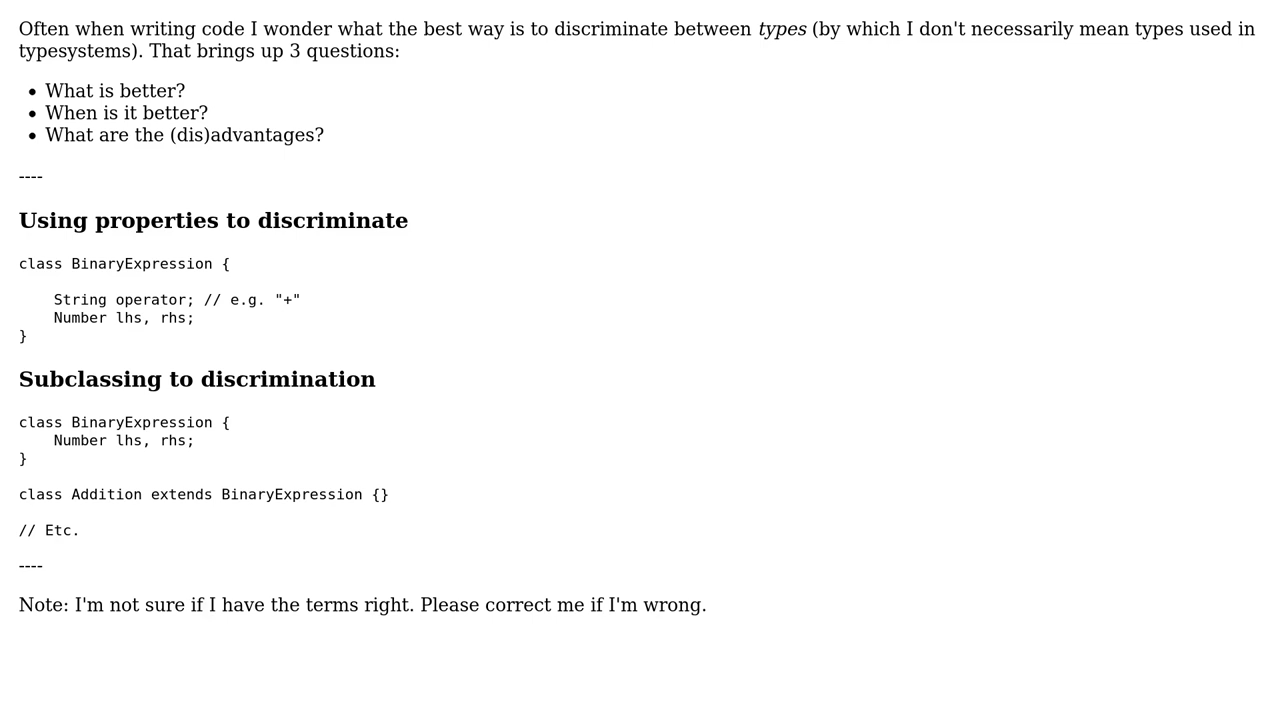 Often when writing code I wonder what the best way is to discriminate between types (by which I don't necessarily mean types used in
typesystems). That brings up 3 questions:
• What is better?
• When is it better?
• What are the (dis)advantages?
----
Using properties to discriminate
class BinaryExpression {
    String operator; // e.g. "+"
    Number lhs, rhs;
}
Subclassing to discrimination
class BinaryExpression {
    Number lhs, rhs;
}
class Addition extends BinaryExpression {}
// Etc.
----
Note: I'm not sure if I have the terms right. Please correct me if I'm wrong.